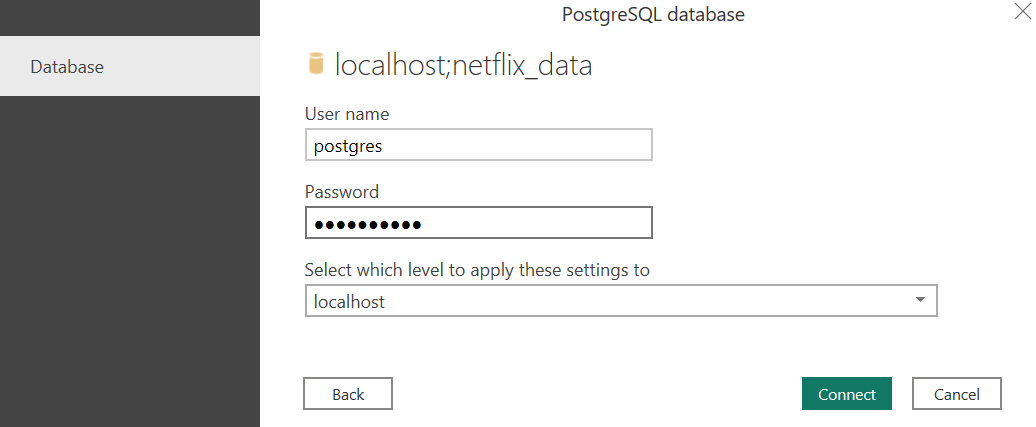 PostgreSQL database
Database
localhost;netflix_data
User name
postgres
Password
●●●●●●●●●●
Select which level to apply these settings to
localhost
Back
Connect
Cancel